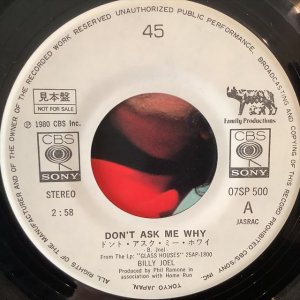 UNAUTHORIZED PUBLIC PERFORMANCE, BROADCASTING AND COPYING OF THIS RECORD PROHIBITED. CBS/SONY INC. TOKYO JAPAN. ALL RIGHTS OF THE MANUFACTURER AND OF THE OWNER OF THE RECORDED WORK RESERVED
45
見本盤
NOT FOR SALE
Ⓟ 1980 CBS Inc.
Family Productions
CBS
SONY
CBS
SONY
STEREO
2:58
07SP 500
A
JASRAC
DON'T ASK ME WHY
ドント・アスク・ミー・ホワイ
B. Joel
From The Lp: "GLASS HOUSES" 25AP-1800
BILLY JOEL
Produced by Phil Ramone in
association with Home Run